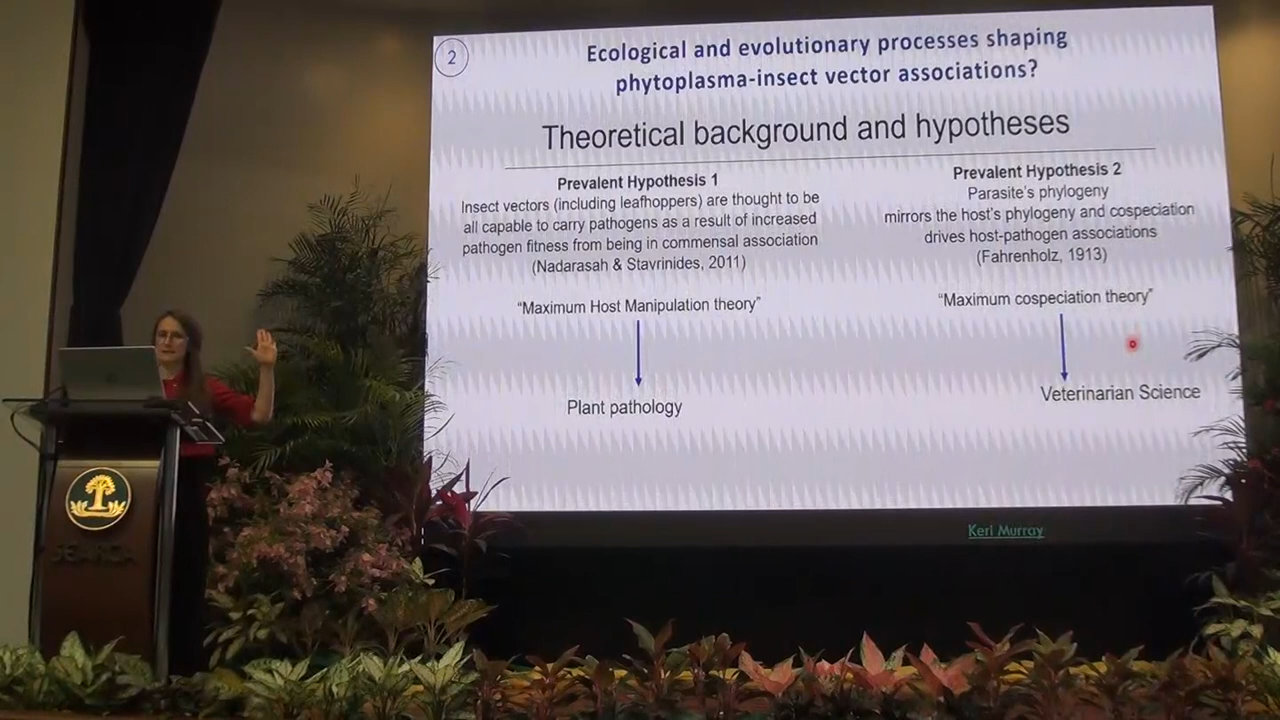 2
Ecological and evolutionary processes shaping
phytoplasma-insect vector associations?
Theoretical background and hypotheses
Prevalent Hypothesis 1
Insect vectors (including leafhoppers) are thought to be
all capable to carry pathogens as a result of increased
pathogen fitness from being in commensal association
(Nadarasah & Stavrinides, 2011)
"Maximum Host Manipulation theory"
Plant pathology
Prevalent Hypothesis 2
Parasite's phylogeny
mirrors the host's phylogeny and cospeciation
drives host-pathogen associations
(Fahrenholz, 1913)
"Maximum cospeciation theory"
Veterinarian Science
Keri Murray
SEARCA